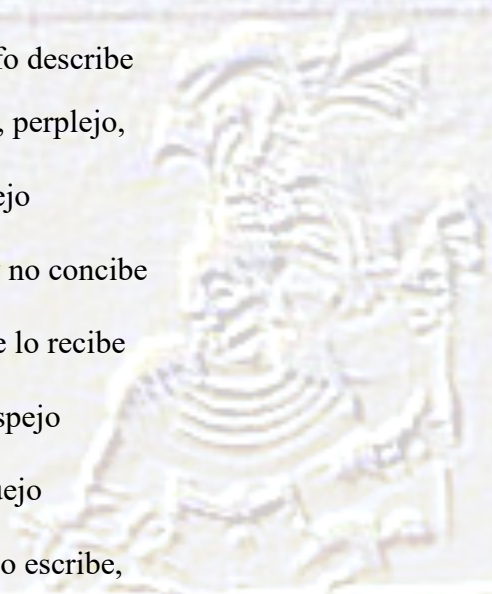 fo describe
, perplejo,
ejo
no concibe
e lo recibe
spejo
uejo
o escribe,